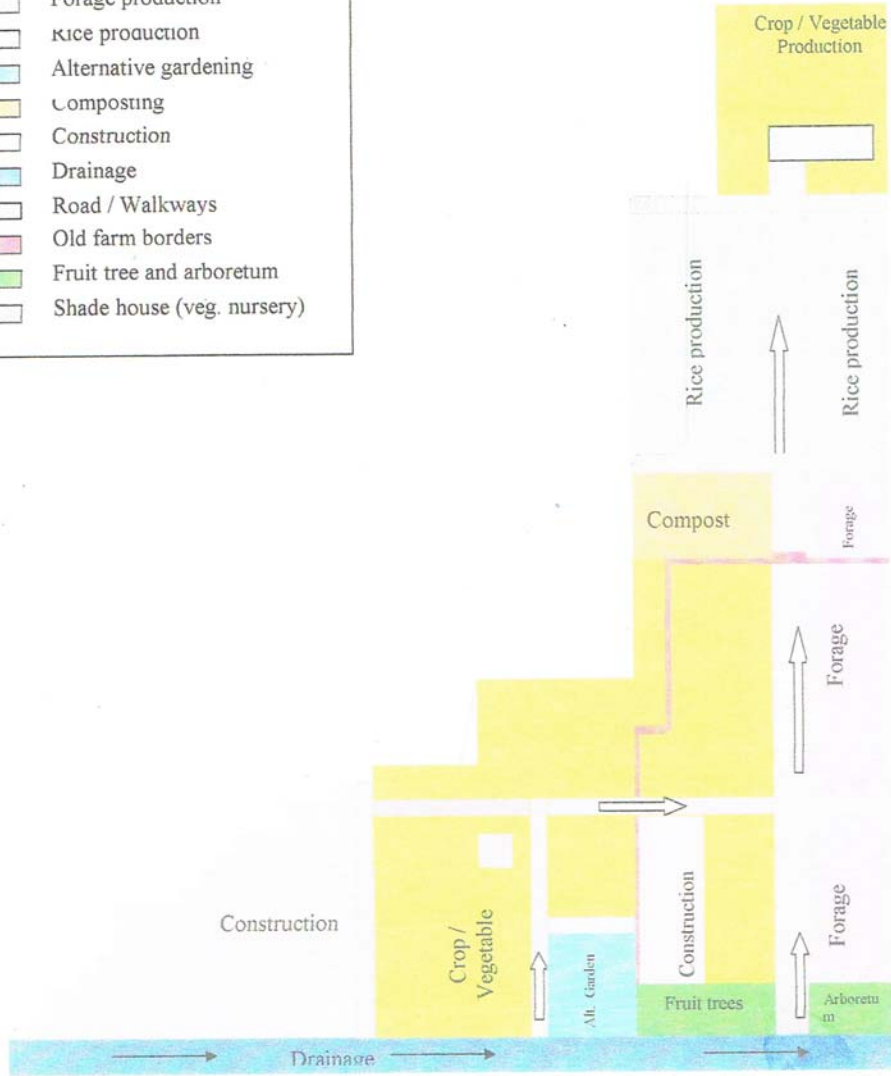 Forage production
Rice production
Alternative gardening
Composting
Construction
Drainage
Road / Walkways
Old farm borders
Fruit tree and arboretum
Shade house (veg. nursery)
Crop / Vegetable
Production
Rice production
Rice production
Compost
Forage
Forage
Construction
Crop /
Vegetable
Alt. Garden
Construction
Forage
Fruit trees
Arboretu
m
Drainage